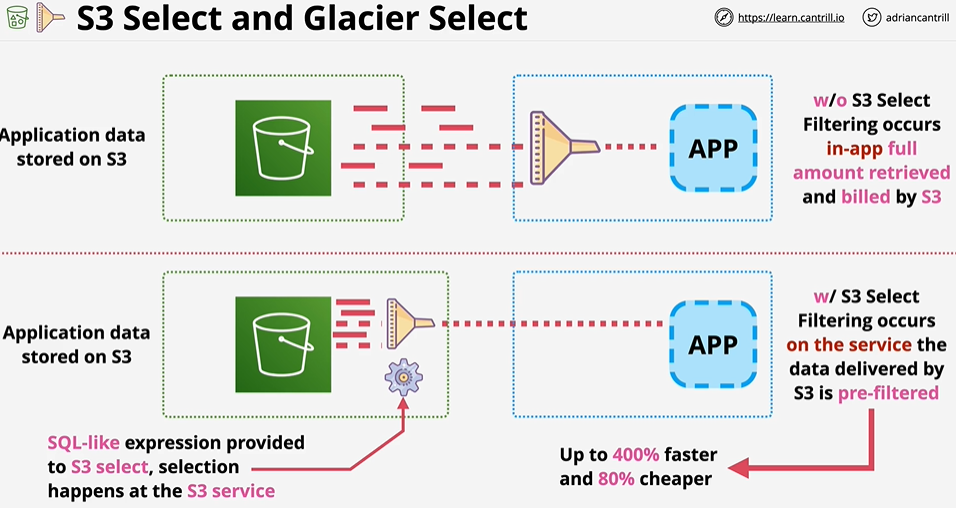 S3 Select and Glacier Select
https://learn.cantrill.io
adriancantrill
Application data
stored on S3
APP
w/o S3 Select
Filtering occurs
in-app full
amount retrieved
and billed by S3
Application data
stored on S3
APP
w/ S3 Select
Filtering occurs
on the service the
data delivered by
S3 is pre-filtered
SQL-like expression provided
to S3 select, selection
happens at the S3 service
Up to 400% faster
and 80% cheaper